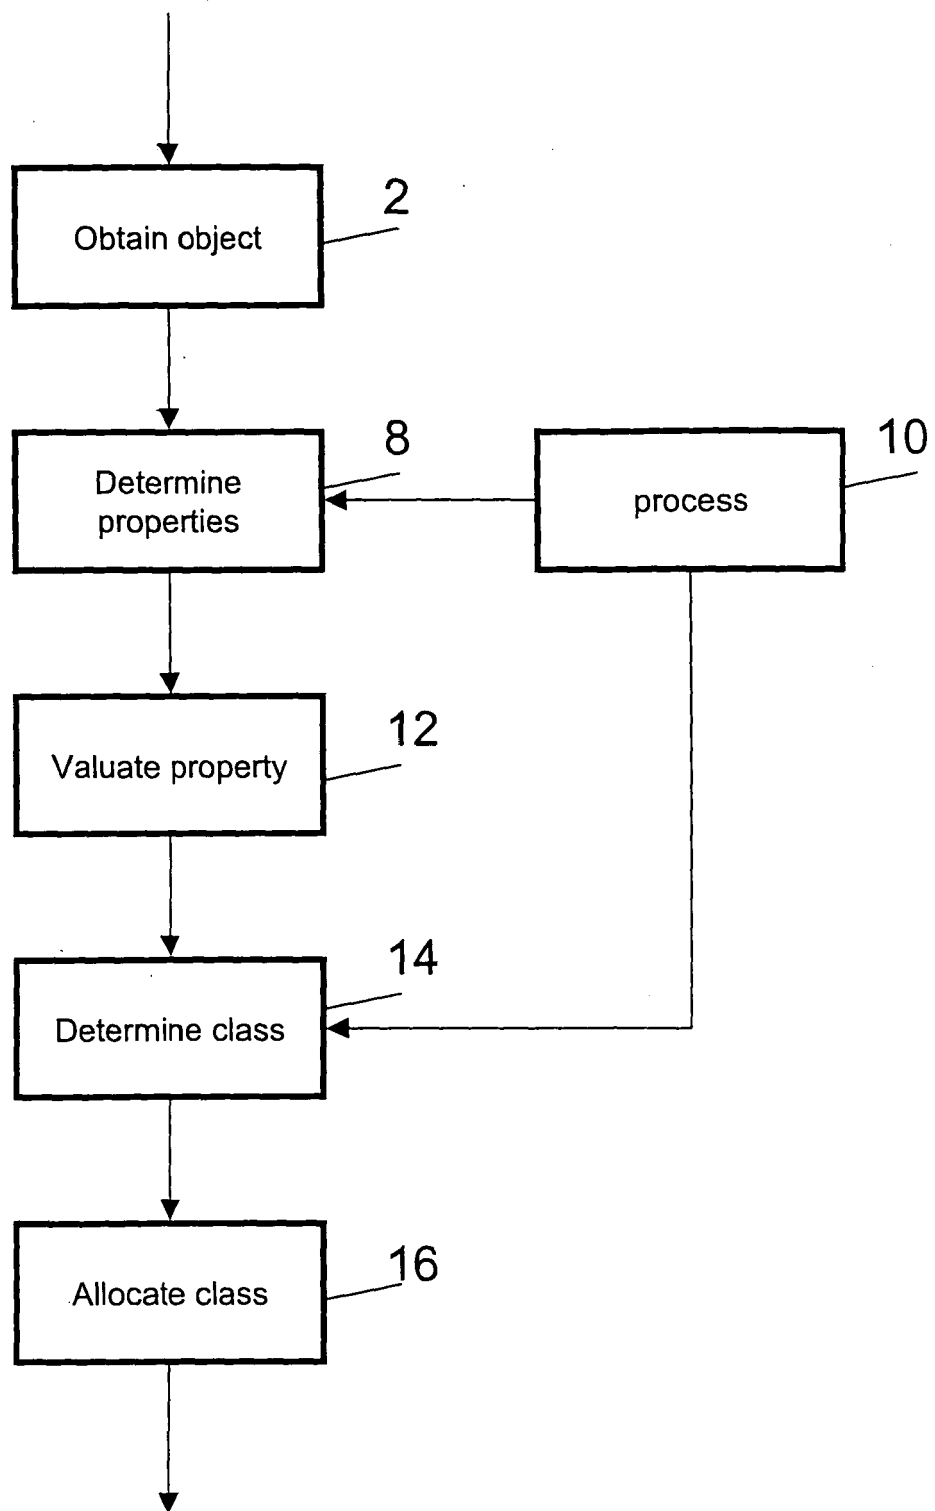 2
Obtain object
8
Determine
properties
10
process
12
Valuate property
14
Determine class
16
Allocate class